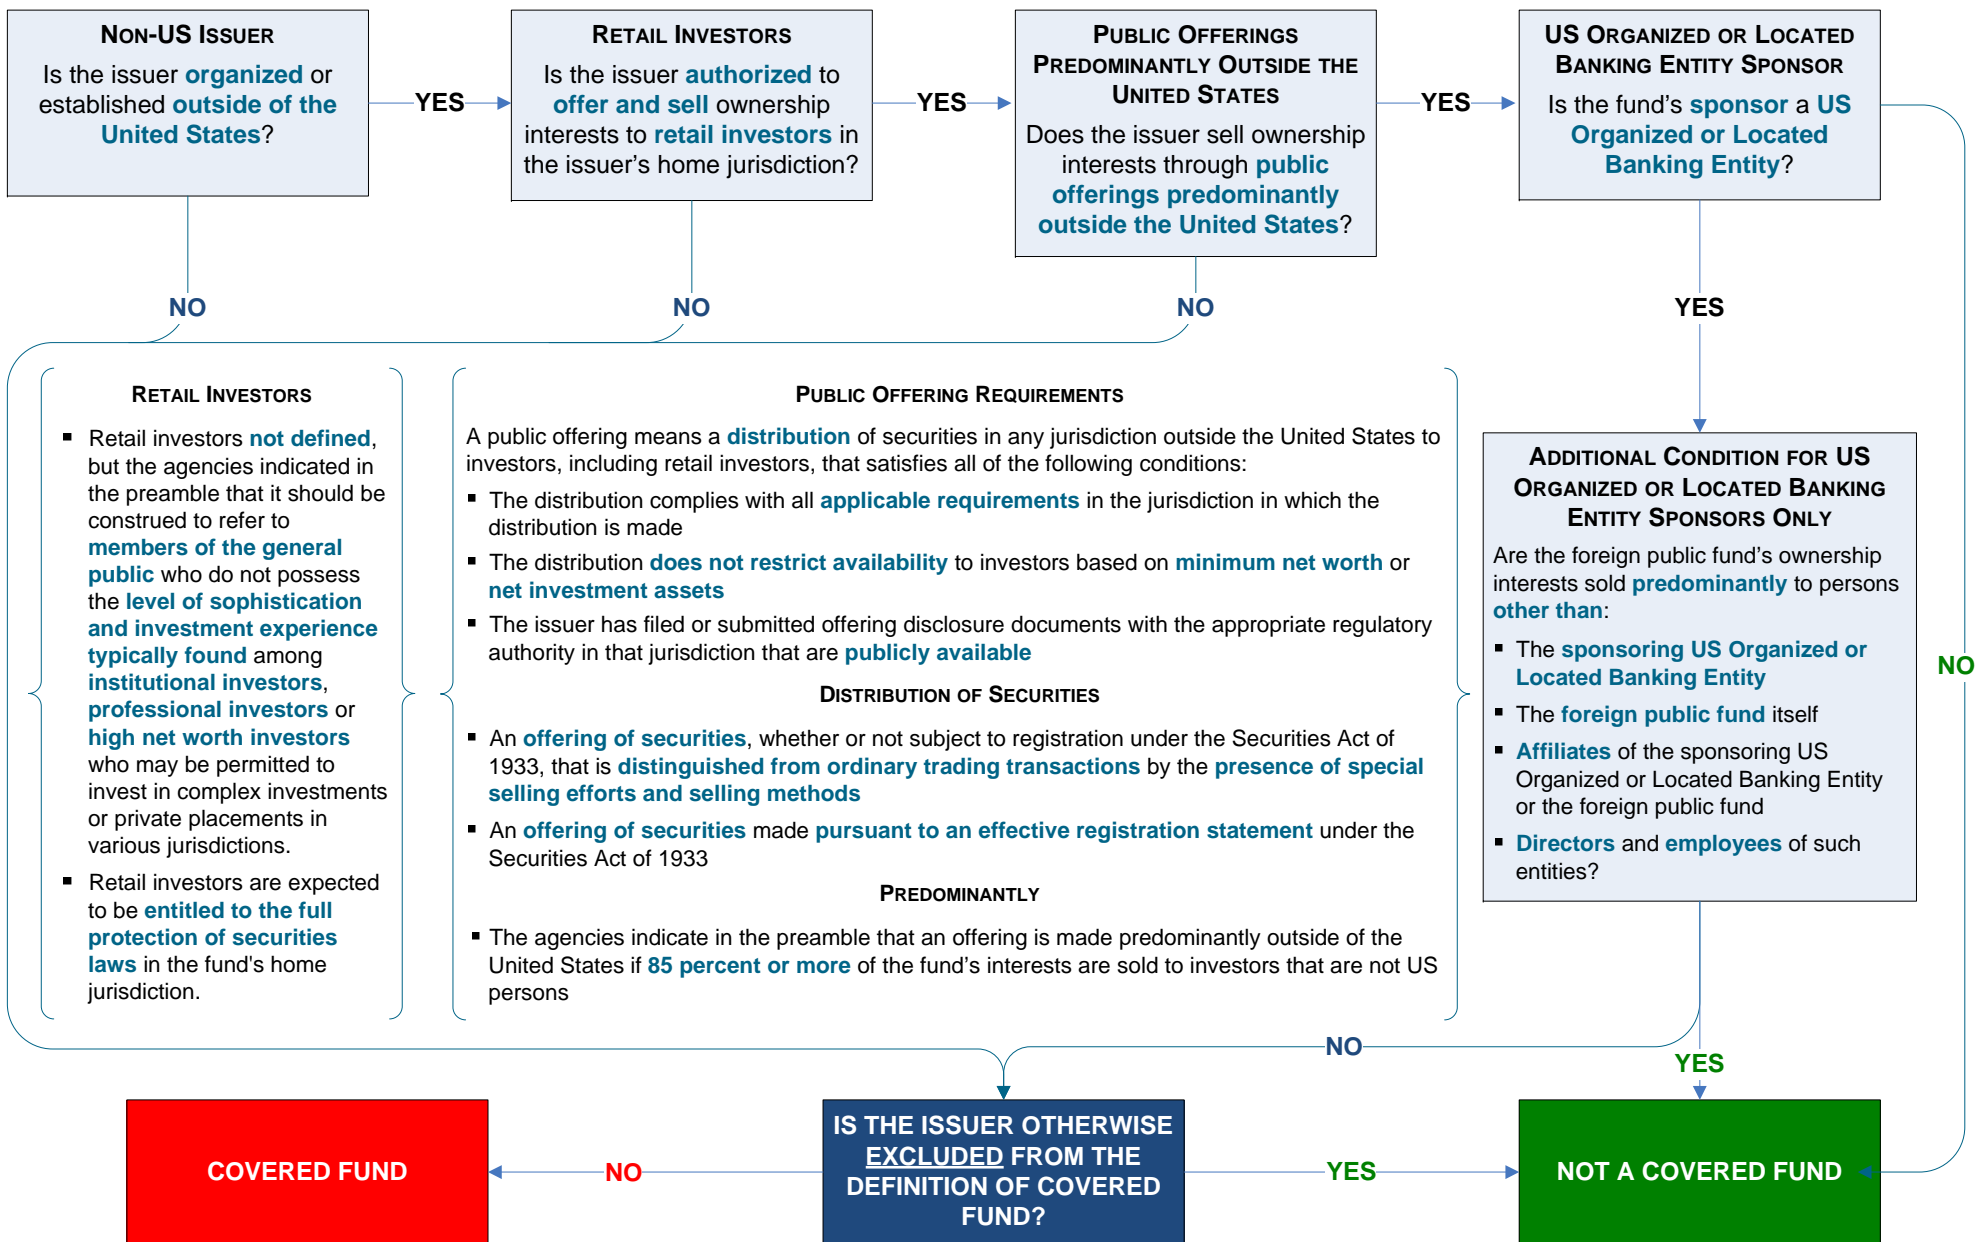 NON-US ISSUER
Is the issuer organized or
established outside of the
United States?
YES
RETAIL INVESTORS
Is the issuer authorized to
offer and sell ownership
interests to retail investors in
the issuer's home jurisdiction?
YES
PUBLIC OFFERINGS
PREDOMINANTLY OUTSIDE THE
UNITED STATES
Does the issuer sell ownership
interests through public
offerings predominantly
outside the United States?
YES
US ORGANIZED OR LOCATED
BANKING ENTITY SPONSOR
Is the fund's sponsor a US
Organized or Located
Banking Entity?
NO
NO
NO
YES
RETAIL INVESTORS
▪ Retail investors not defined,
but the agencies indicated in
the preamble that it should be
construed to refer to
members of the general
public who do not possess
the level of sophistication
and investment experience
typically found among
institutional investors,
professional investors or
high net worth investors
who may be permitted to
invest in complex investments
or private placements in
various jurisdictions.
▪ Retail investors are expected
to be entitled to the full
protection of securities
laws in the fund's home
jurisdiction.
PUBLIC OFFERING REQUIREMENTS
A public offering means a distribution of securities in any jurisdiction outside the United States to
investors, including retail investors, that satisfies all of the following conditions:
▪ The distribution complies with all applicable requirements in the jurisdiction in which the
distribution is made
▪ The distribution does not restrict availability to investors based on minimum net worth or
net investment assets
▪ The issuer has filed or submitted offering disclosure documents with the appropriate regulatory
authority in that jurisdiction that are publicly available
DISTRIBUTION OF SECURITIES
▪ An offering of securities, whether or not subject to registration under the Securities Act of
1933, that is distinguished from ordinary trading transactions by the presence of special
selling efforts and selling methods
▪ An offering of securities made pursuant to an effective registration statement under the
Securities Act of 1933
PREDOMINANTLY
▪ The agencies indicate in the preamble that an offering is made predominantly outside of the
United States if 85 percent or more of the fund's interests are sold to investors that are not US
persons
ADDITIONAL CONDITION FOR US
ORGANIZED OR LOCATED BANKING
ENTITY SPONSORS ONLY
Are the foreign public fund's ownership
interests sold predominantly to persons
other than:
▪ The sponsoring US Organized or
Located Banking Entity
▪ The foreign public fund itself
▪ Affiliates of the sponsoring US
Organized or Located Banking Entity
or the foreign public fund
▪ Directors and employees of such
entities?
NO
NO
YES
COVERED FUND
NO
IS THE ISSUER OTHERWISE
EXCLUDED FROM THE
DEFINITION OF COVERED
FUND?
YES
NOT A COVERED FUND